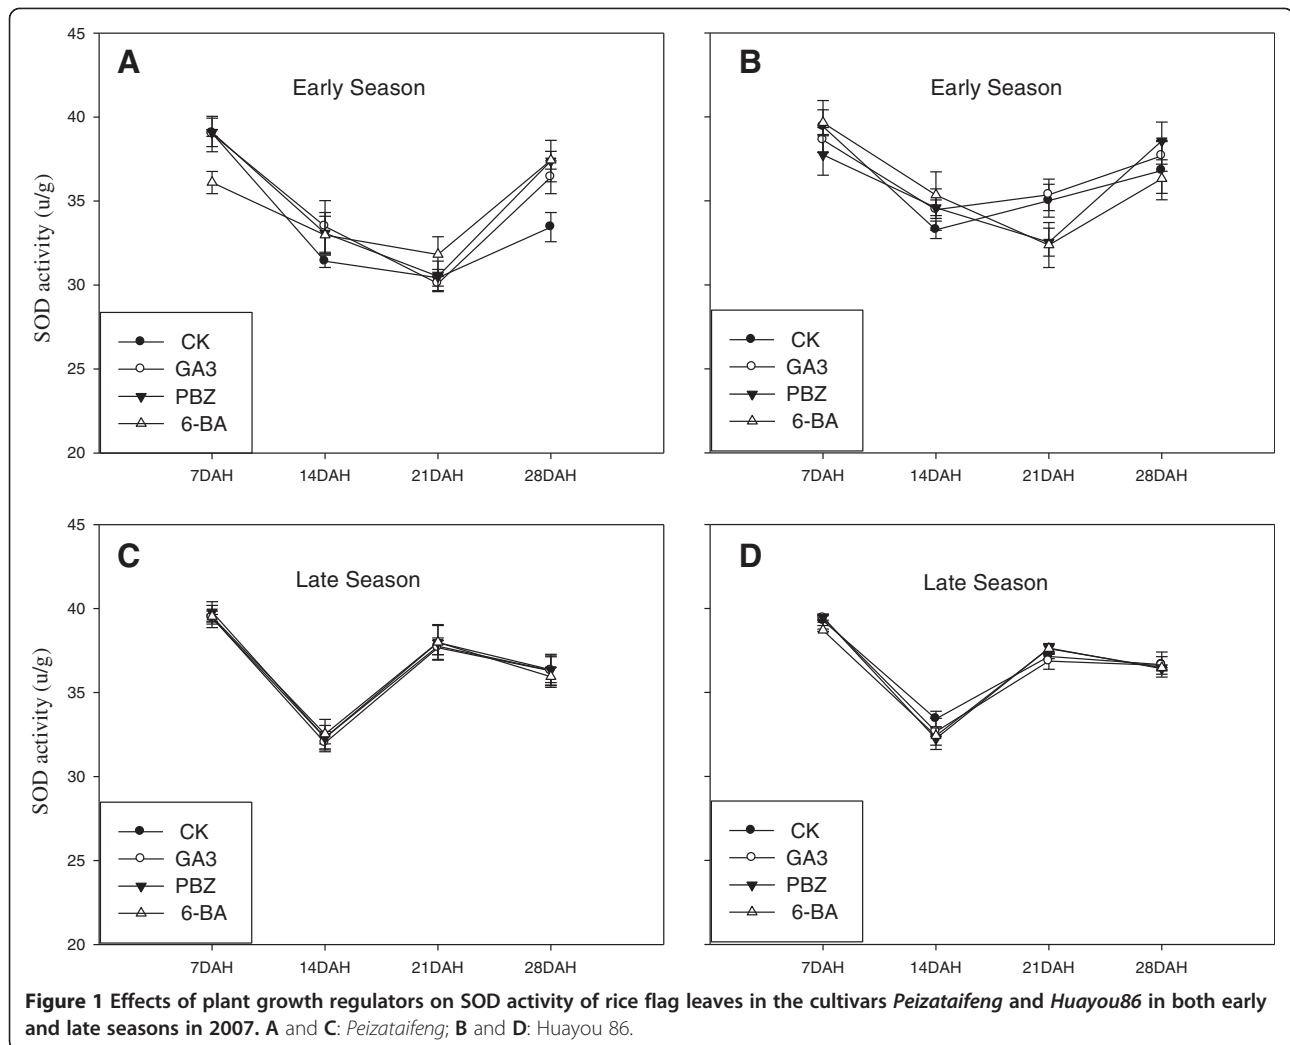 45
40
35
30
25
20
SOD activity (u/g)
A
Early Season
CK
GA3
PBZ
6-BA
7DAH 14DAH 21DAH 28DAH
B
Early Season
CK
GA3
PBZ
6-BA
7DAH 14DAH 21DAH 28DAH
45
40
35
30
25
20
SOD activity (u/g)
C
Late Season
CK
GA3
PBZ
6-BA
7DAH 14DAH 21DAH 28DAH
D
Late Season
CK
GA3
PBZ
6-BA
7DAH 14DAH 21DAH 28DAH
Figure 1 Effects of plant growth regulators on SOD activity of rice flag leaves in the cultivars Peizataifeng and Huayou86 in both early
and late seasons in 2007. A and C: Peizataifeng; B and D: Huayou 86.